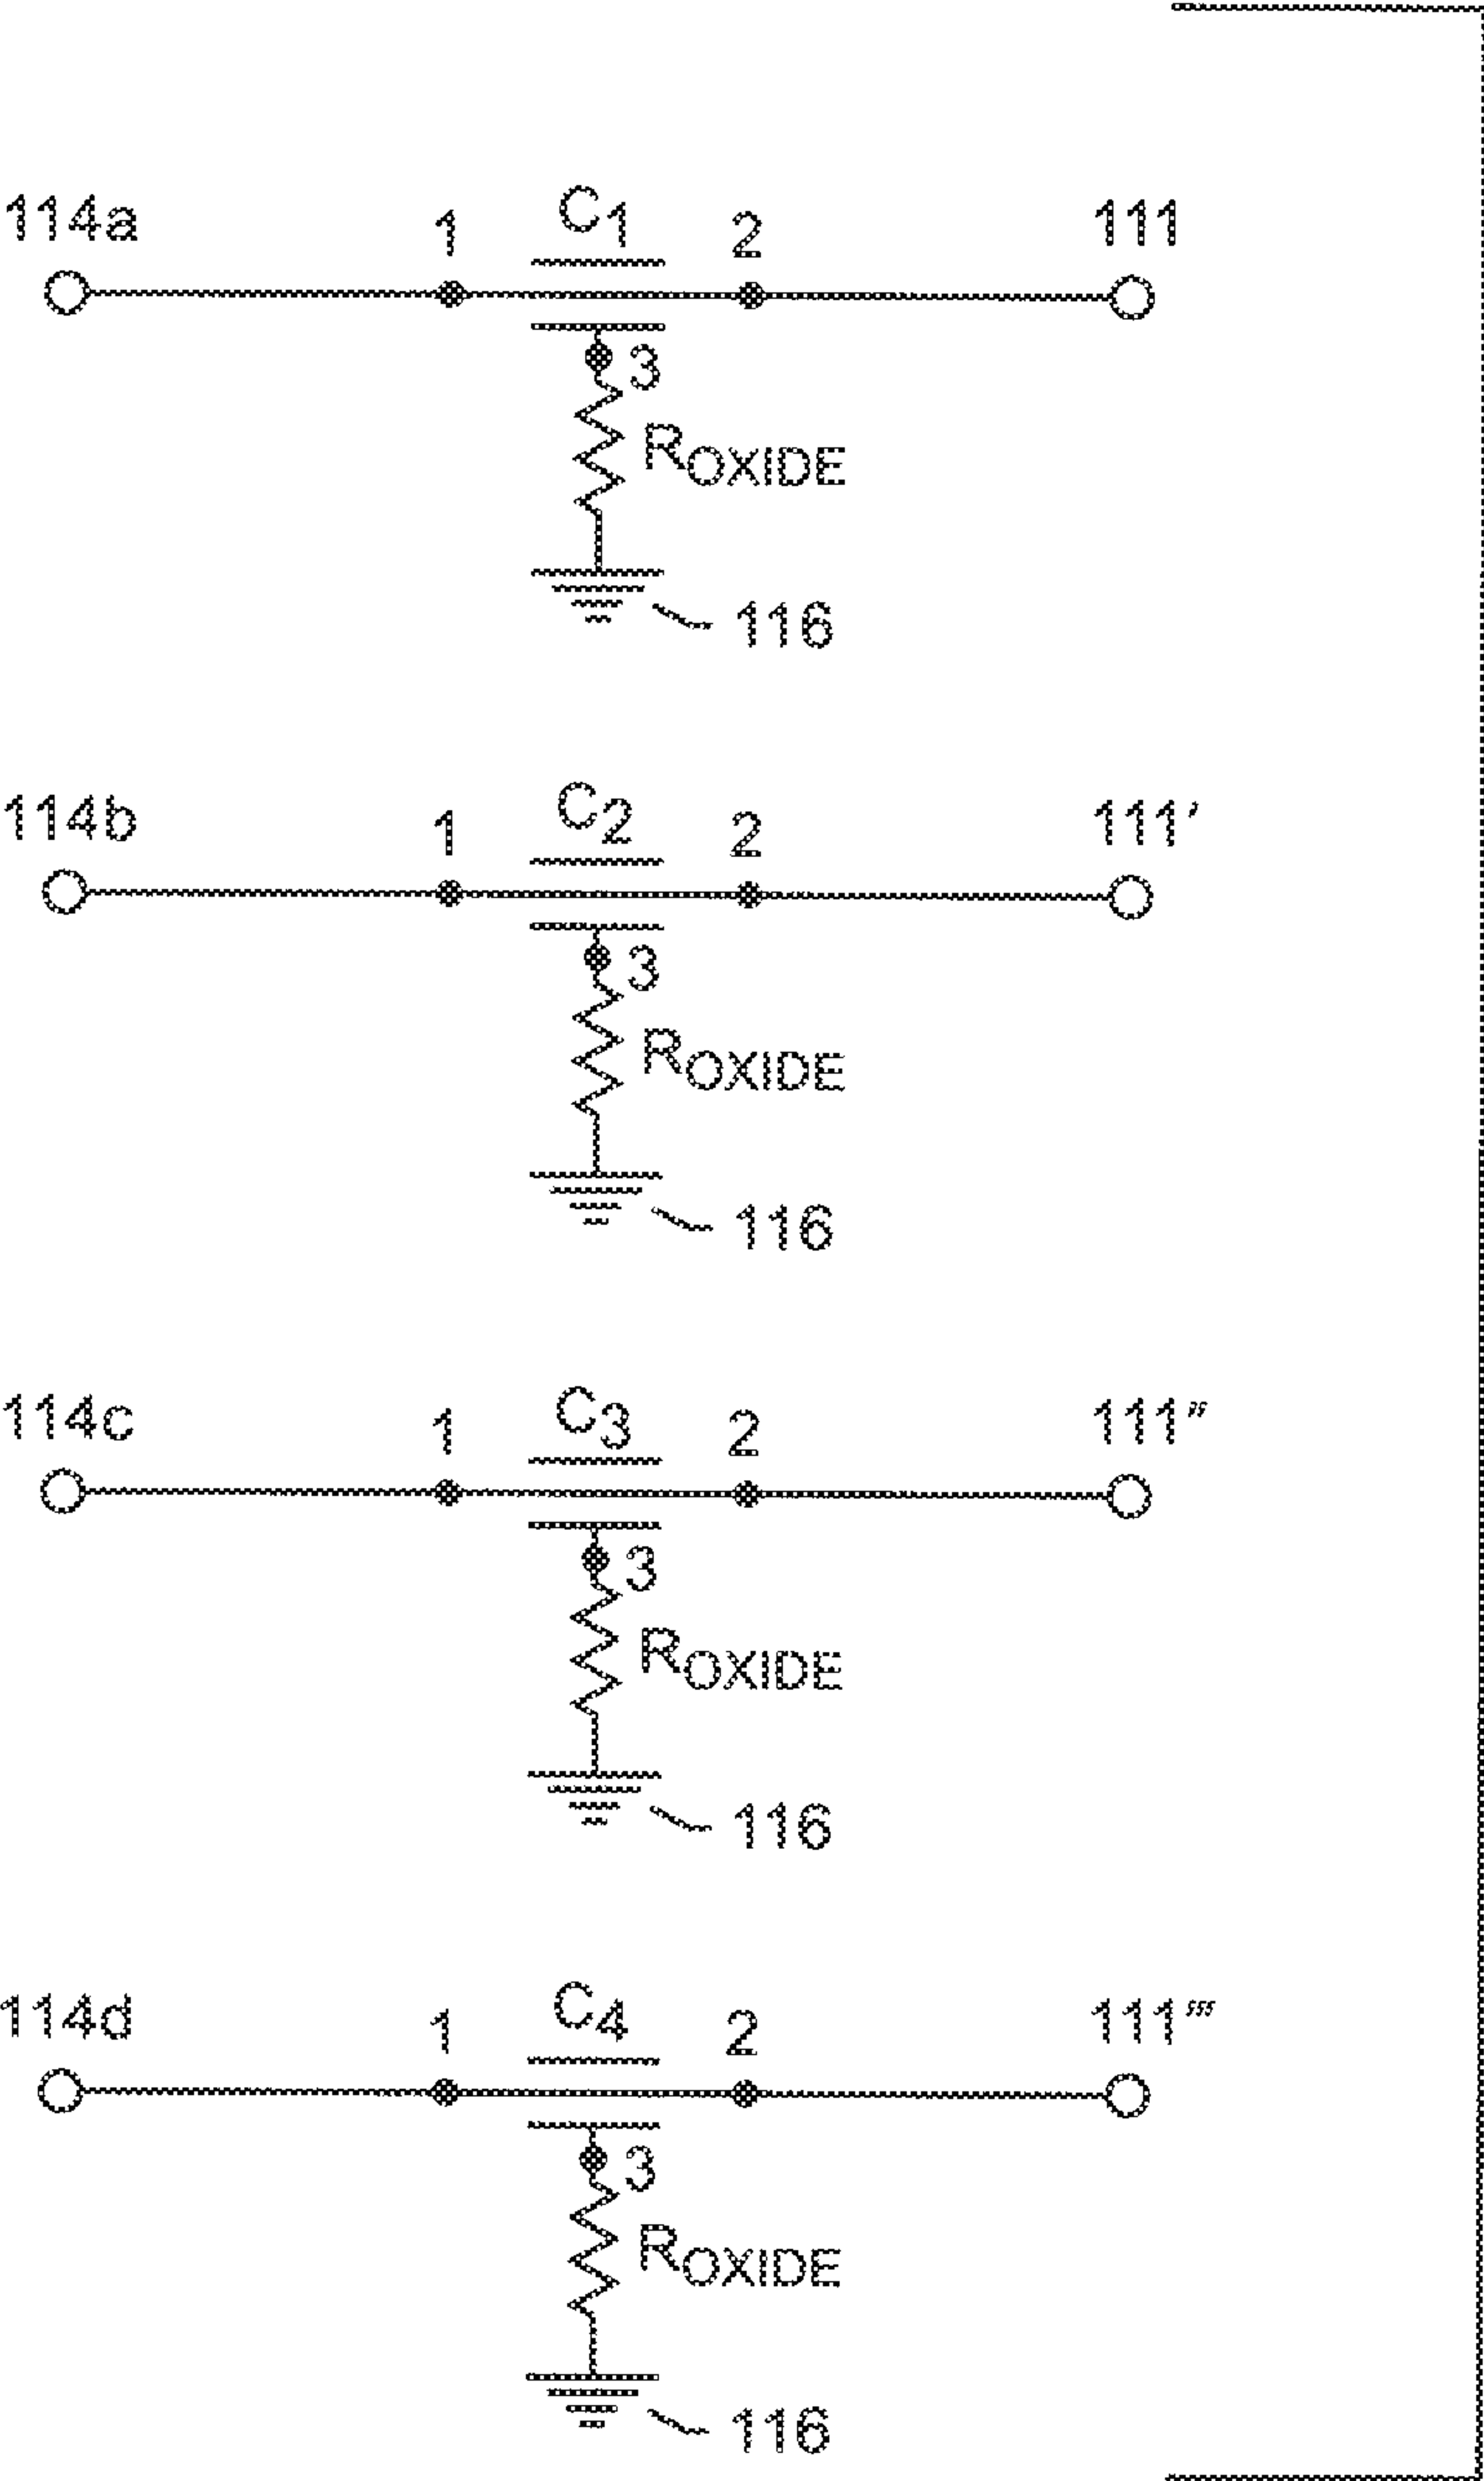 114a 1 C1 2 111
3
ROXIDE
116
114b 1 C2 2 111'
3
ROXIDE
116
114c 1 C3 2 111"
3
ROXIDE
116
114d 1 C4 2 111'''
3
ROXIDE
116